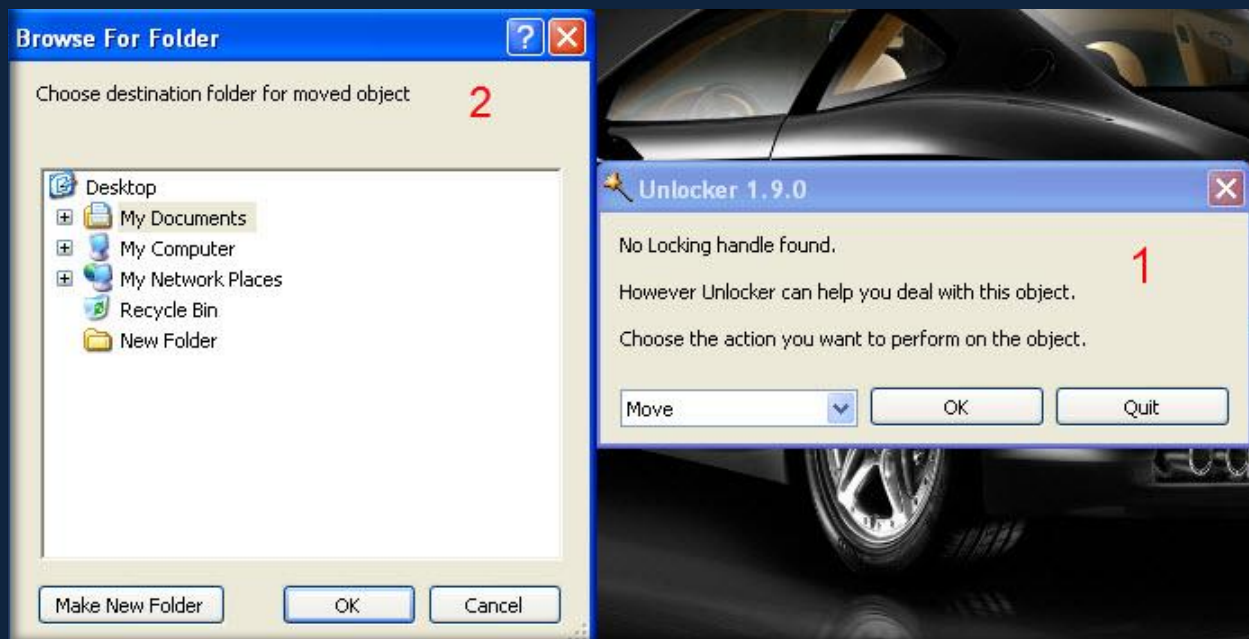 Browse For Folder
Choose destination folder for moved object
2
Desktop
My Documents
My Computer
My Network Places
Recycle Bin
New Folder
Make New Folder
OK
Cancel
Unlocker 1.9.0
No Locking handle found.
1
However Unlocker can help you deal with this object.
Choose the action you want to perform on the object.
Move
OK
Quit